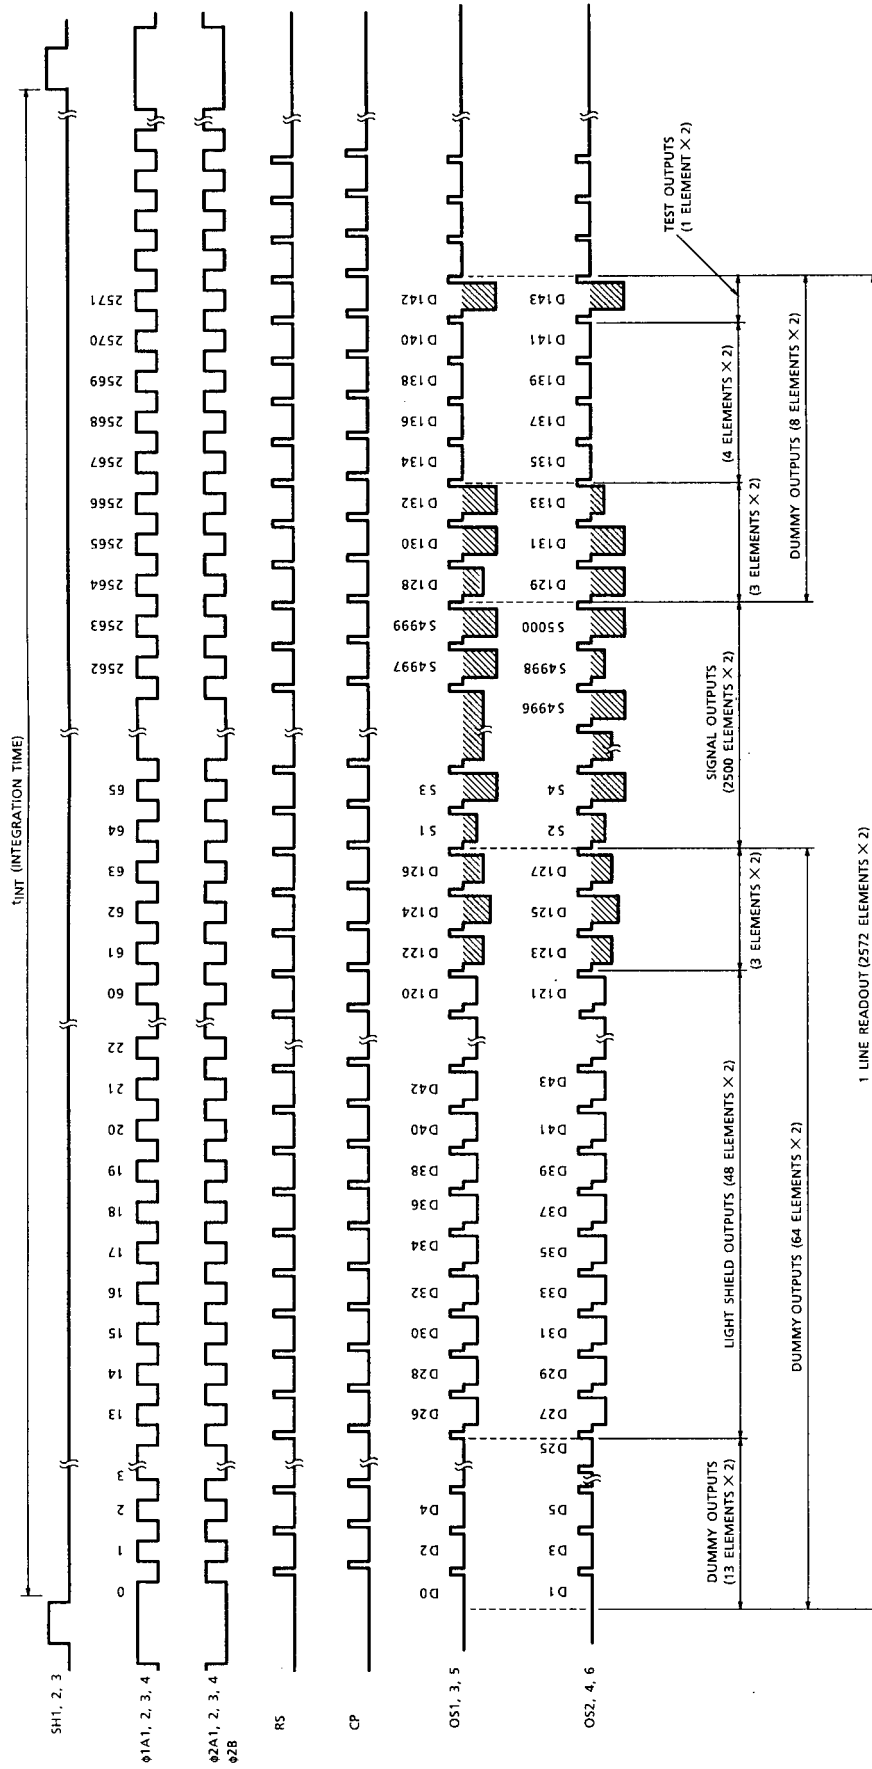 tINT (INTEGRATION TIME)
SH1, 2, 3
φ1A1, 2, 3, 4
0 1 2 3 13 14 15 16 17 18 19 20 21 22 60 61 62 63 64 65 2562 2563 2564 2565 2566 2567 2568 2569 2570 2571
φ2A1, 2, 3, 4
φ2B
RS
CP
OS1, 3, 5
D0 D2 D4 D26 D28 D30 D32 D34 D36 D38 D40 D42 D120 D122 D124 D126 S1 S3 S4997 S4999 D128 D130 D132 D134 D136 D138 D140 D142
OS2, 4, 6
D1 D3 D5 D25 D27 D29 D31 D33 D35 D37 D39 D41 D43 D121 D123 D125 D127 S2 S4 S4996 S4998 S5000 D129 D131 D133 D135 D137 D139 D141 D143
TEST OUTPUTS
(1 ELEMENT × 2)
DUMMY OUTPUTS
(13 ELEMENTS × 2)
LIGHT SHIELD OUTPUTS (48 ELEMENTS × 2)
(3 ELEMENTS × 2)
SIGNAL OUTPUTS
(2500 ELEMENTS × 2)
(3 ELEMENTS × 2)
(4 ELEMENTS × 2)
DUMMY OUTPUTS (64 ELEMENTS × 2)
DUMMY OUTPUTS (8 ELEMENTS × 2)
1 LINE READOUT (2572 ELEMENTS × 2)